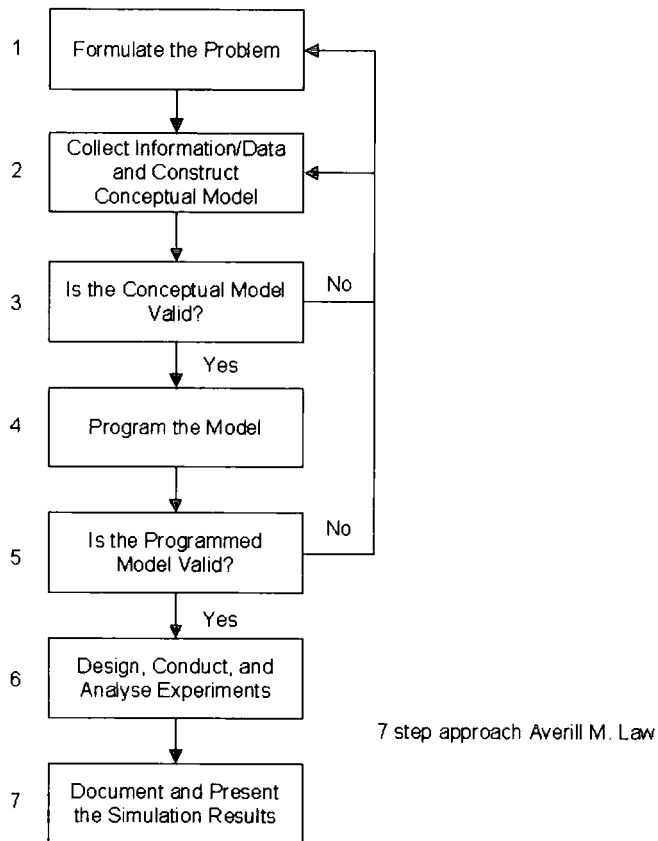 1
Formulate the Problem
2
Collect Information/Data
and Construct
Conceptual Model
3
Is the Conceptual Model
Valid?
No
Yes
4
Program the Model
5
Is the Programmed
Model Valid?
No
Yes
6
Design, Conduct, and
Analyse Experiments
7 step approach Averill M. Law
7
Document and Present
the Simulation Results